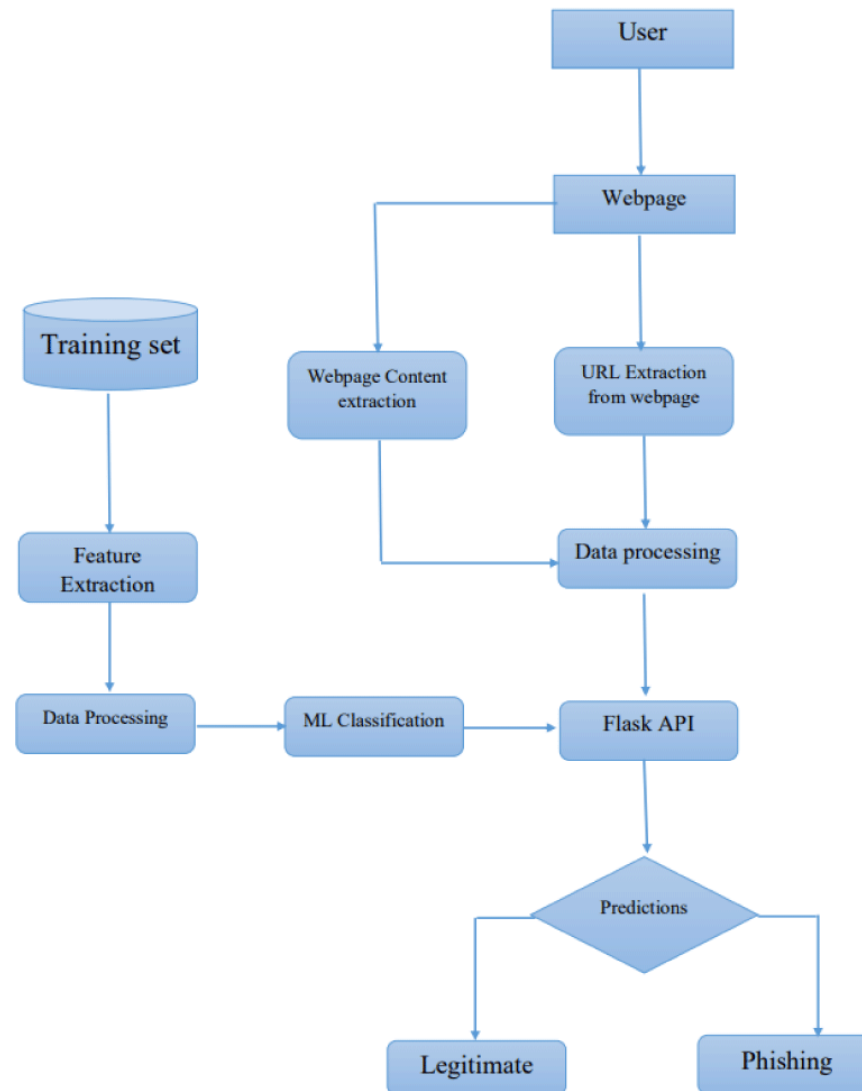 User
Webpage
Training set
Webpage Content
extraction
URL Extraction
from webpage
Feature
Extraction
Data processing
Data Processing
ML Classification
Flask API
Predictions
Legitimate
Phishing